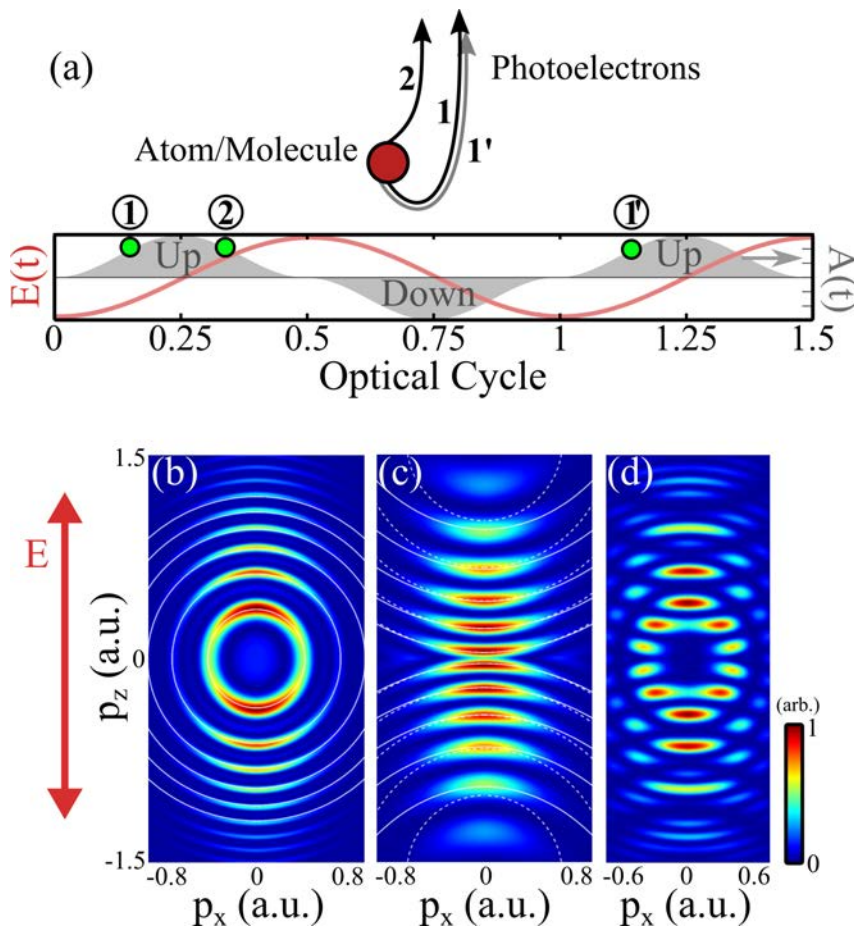 (a)
2
1
1'
Photoelectrons
Atom/Molecule
1
2
1'
E(t)
Up
Down
Up
A(t)
0
0.25
0.5
0.75
1
1.25
1.5
Optical Cycle
E
1.5
0
-1.5
p_z (a.u.)
(b)
(c)
(d)
(arb.)
1
0
-0.8
0
0.8
-0.8
0
0.8
-0.6
0
0.6
p_x (a.u.)
p_x (a.u.)
p_x (a.u.)